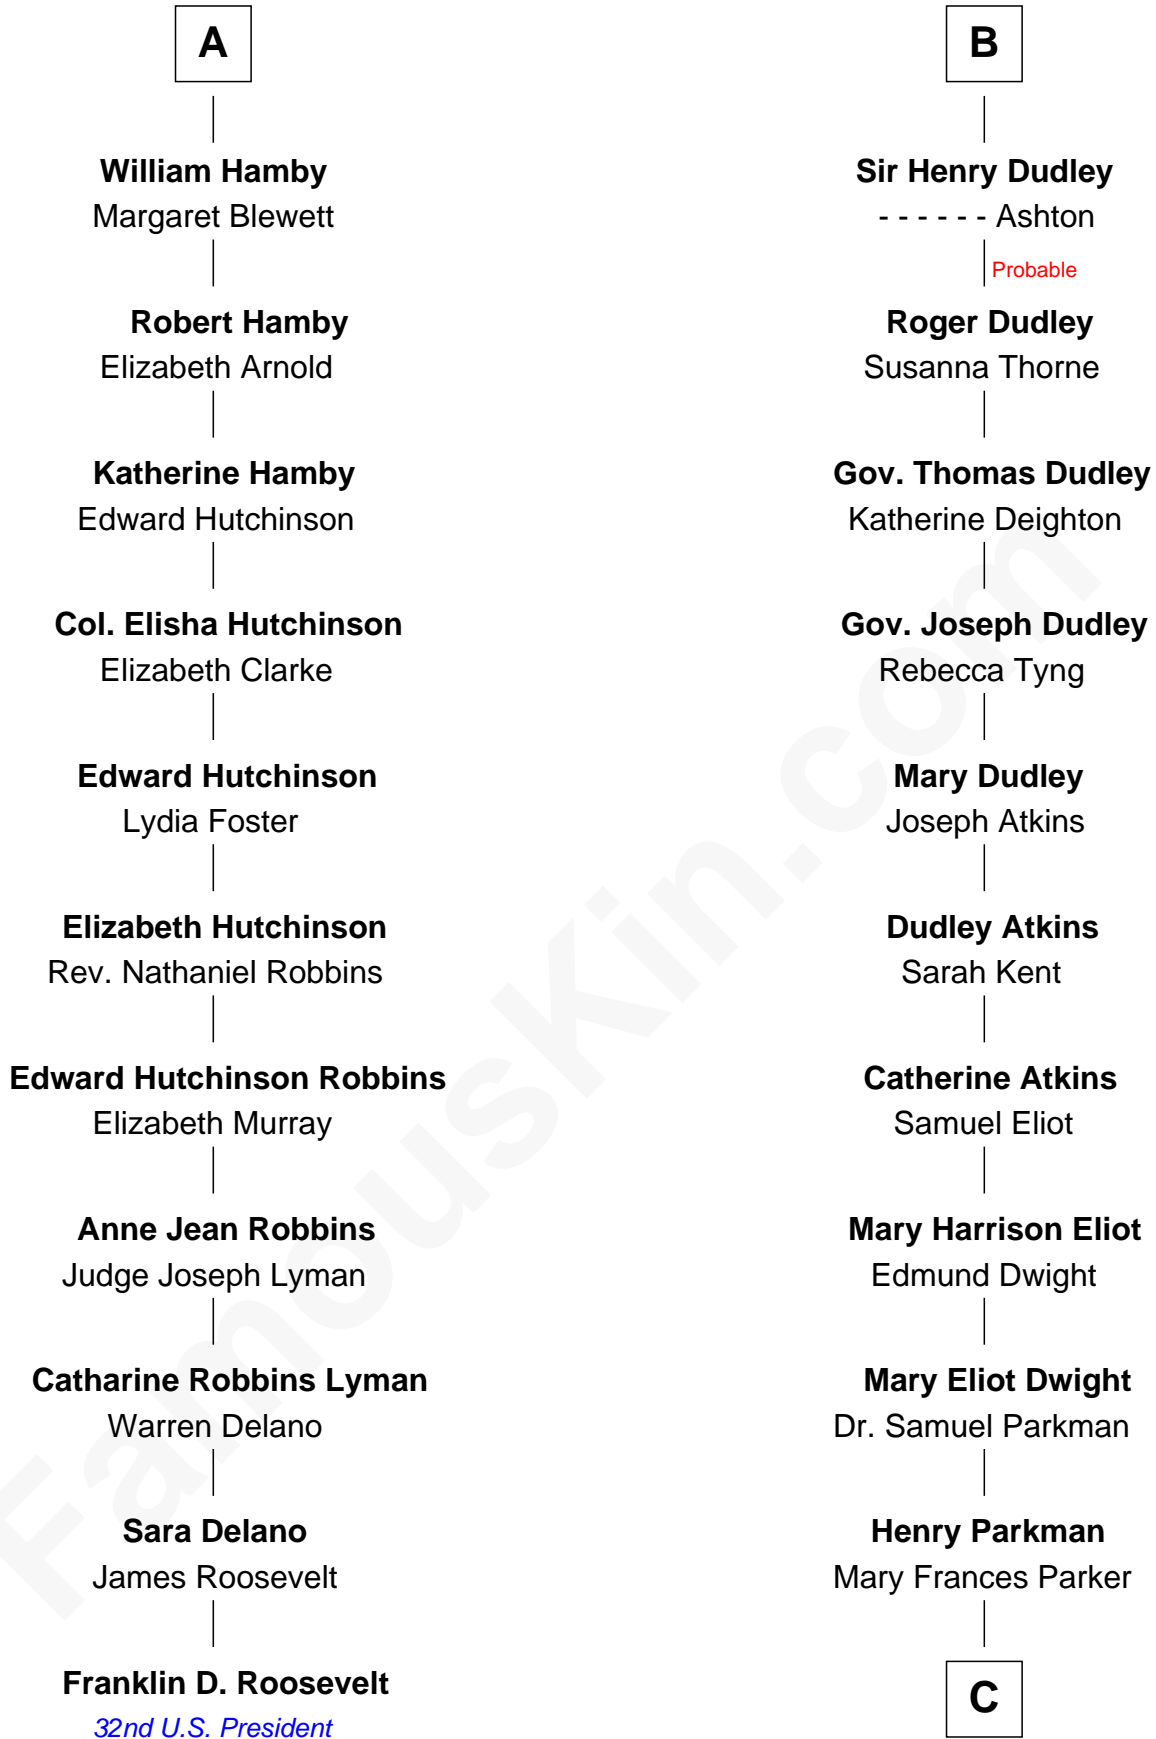 A
William Hamby
Margaret Blewett
Robert Hamby
Elizabeth Arnold
Katherine Hamby
Edward Hutchinson
Col. Elisha Hutchinson
Elizabeth Clarke
Edward Hutchinson
Lydia Foster
Elizabeth Hutchinson
Rev. Nathaniel Robbins
Edward Hutchinson Robbins
Elizabeth Murray
Anne Jean Robbins
Judge Joseph Lyman
Catharine Robbins Lyman
Warren Delano
Sara Delano
James Roosevelt
Franklin D. Roosevelt
32nd U.S. President
B
Sir Henry Dudley
- - - - - - Ashton
Probable
Roger Dudley
Susanna Thorne
Gov. Thomas Dudley
Katherine Deighton
Gov. Joseph Dudley
Rebecca Tyng
Mary Dudley
Joseph Atkins
Dudley Atkins
Sarah Kent
Catherine Atkins
Samuel Eliot
Mary Harrison Eliot
Edmund Dwight
Mary Eliot Dwight
Dr. Samuel Parkman
Henry Parkman
Mary Frances Parker
C
FamousKin.com